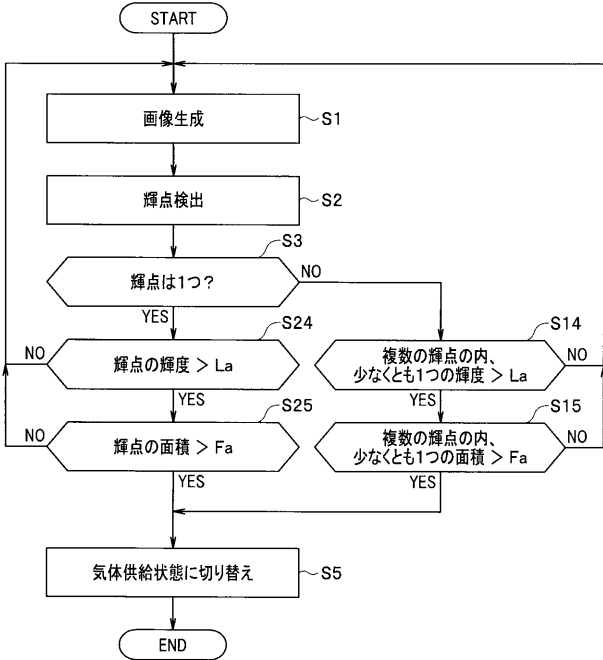 START
画像生成
S1
輝点検出
S2
S3
輝点は1つ?
NO
YES
S24
NO
輝点の輝度 > La
YES
S14
複数の輝点の内、
少なくとも1つの輝度 > La
NO
YES
S25
NO
輝点の面積 > Fa
YES
S15
複数の輝点の内、
少なくとも1つの面積 > Fa
NO
YES
気体供給状態に切り替え
S5
END